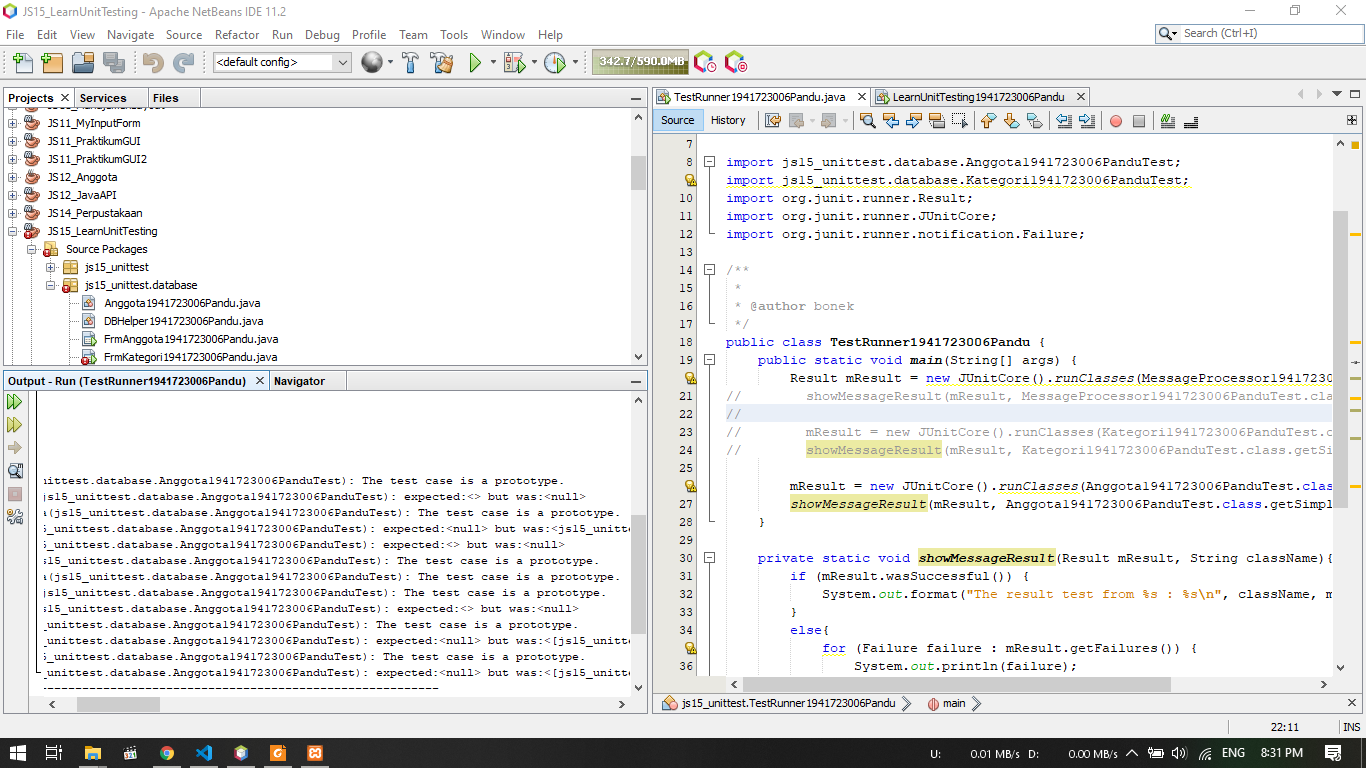 JS15_LearnUnitTesting - Apache NetBeans IDE 11.2
File Edit View Navigate Source Refactor Run Debug Profile Team Tools Window Help
Search (Ctrl+I)
<default config>
342.7/590.0MB
Projects Services Files
JS11_MyInputForm
JS11_PraktikumGUI
JS11_PraktikumGUI2
JS12_Anggota
JS12_JavaAPI
JS14_Perpustakaan
JS15_LearnUnitTesting
Source Packages
js15_unittest
js15_unittest.database
Anggota1941723006Pandu.java
DBHelper1941723006Pandu.java
FrmAnggota1941723006Pandu.java
FrmKategori1941723006Pandu.java
Output - Run (TestRunner1941723006Pandu) Navigator
ittest.database.Anggota1941723006PanduTest): The test case is a prototype.
js15_unittest.database.Anggota1941723006PanduTest): expected:<> but was:<null>
a(js15_unittest.database.Anggota1941723006PanduTest): The test case is a prototype.
5_unittest.database.Anggota1941723006PanduTest): expected:<null> but was:<js15_unitt
5_unittest.database.Anggota1941723006PanduTest): expected:<> but was:<null>
s15_unittest.database.Anggota1941723006PanduTest): The test case is a prototype.
a(js15_unittest.database.Anggota1941723006PanduTest): The test case is a prototype.
js15_unittest.database.Anggota1941723006PanduTest): The test case is a prototype.
s15_unittest.database.Anggota1941723006PanduTest): expected:<> but was:<null>
_unittest.database.Anggota1941723006PanduTest): The test case is a prototype.
_unittest.database.Anggota1941723006PanduTest): expected:<null> but was:<[js15_unitte
5_unittest.database.Anggota1941723006PanduTest): The test case is a prototype.
_unittest.database.Anggota1941723006PanduTest): expected:<null> but was:<[js15_unitte
--------------------------------------------------
TestRunner1941723006Pandu.java LearnUnitTesting1941723006Pandu
Source History
7
8 import js15_unittest.database.Anggota1941723006PanduTest;
import js15_unittest.database.Kategori1941723006PanduTest;
10 import org.junit.runner.Result;
11 import org.junit.runner.JUnitCore;
12 import org.junit.runner.notification.Failure;
13
14 /**
15 *
16 * @author bonek
17 */
18 public class TestRunner1941723006Pandu {
19 public static void main(String[] args) {
Result mResult = new JUnitCore().runClasses(MessageProcessor1941723
21 // showMessageResult(mResult, MessageProcessor1941723006PanduTest.cla
22 //
23 // mResult = new JUnitCore().runClasses(Kategori1941723006PanduTest.c
24 // showMessageResult(mResult, Kategori1941723006PanduTest.class.getSi
25
mResult = new JUnitCore().runClasses(Anggota1941723006PanduTest.clas
27 showMessageResult(mResult, Anggota1941723006PanduTest.class.getSimpl
28 }
29
30 private static void showMessageResult(Result mResult, String className){
31 if (mResult.wasSuccessful()) {
32 System.out.format("The result test from %s : %s\n", className, m
33 }
34 else{
for (Failure failure : mResult.getFailures()) {
36 System.out.println(failure);
js15_unittest.TestRunner1941723006Pandu main
22:11 INS
U: 0.01 MB/s D: 0.00 MB/s ENG 8:31 PM